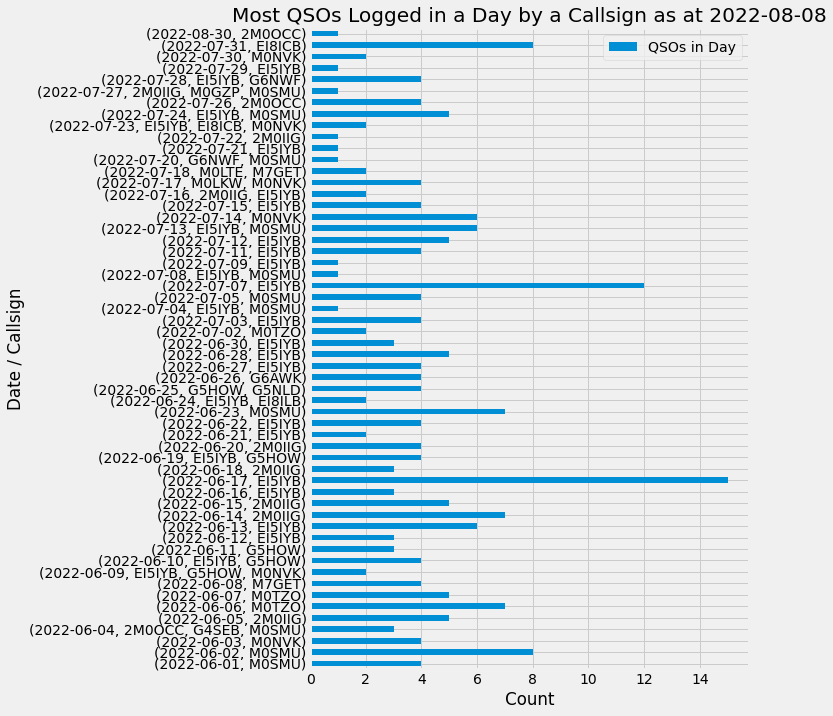 Most QSOs Logged in a Day by a Callsign as at 2022-08-08
QSOs in Day
Date / Callsign
(2022-08-30, 2M0OCC)
(2022-07-31, EI8ICB)
(2022-07-30, M0NVK)
(2022-07-29, EI5IYB)
(2022-07-28, EI5IYB, G6NWF)
(2022-07-27, 2M0IIG, M0GZP, M0SMU)
(2022-07-26, 2M0OCC)
(2022-07-24, EI5IYB, M0SMU)
(2022-07-23, EI5IYB, EI8ICB, M0NVK)
(2022-07-22, 2M0IIG)
(2022-07-21, EI5IYB)
(2022-07-20, G6NWF, M0SMU)
(2022-07-18, M0LTE, M7GET)
(2022-07-17, M0LKW, M0NVK)
(2022-07-16, 2M0IIG, EI5IYB)
(2022-07-15, EI5IYB)
(2022-07-14, M0NVK)
(2022-07-13, EI5IYB, M0SMU)
(2022-07-12, EI5IYB)
(2022-07-11, EI5IYB)
(2022-07-09, EI5IYB)
(2022-07-08, EI5IYB, M0SMU)
(2022-07-07, EI5IYB)
(2022-07-05, M0SMU)
(2022-07-04, EI5IYB, M0SMU)
(2022-07-03, EI5IYB)
(2022-07-02, M0TZO)
(2022-06-30, EI5IYB)
(2022-06-28, EI5IYB)
(2022-06-27, EI5IYB)
(2022-06-26, G6AWK)
(2022-06-25, G5HOW, G5NLD)
(2022-06-24, EI5IYB, EI8ILB)
(2022-06-23, M0SMU)
(2022-06-22, EI5IYB)
(2022-06-21, EI5IYB)
(2022-06-20, 2M0IIG)
(2022-06-19, EI5IYB, G5HOW)
(2022-06-18, 2M0IIG)
(2022-06-17, EI5IYB)
(2022-06-16, EI5IYB)
(2022-06-15, 2M0IIG)
(2022-06-14, 2M0IIG)
(2022-06-13, EI5IYB)
(2022-06-12, EI5IYB)
(2022-06-11, G5HOW)
(2022-06-10, EI5IYB, G5HOW)
(2022-06-09, EI5IYB, G5HOW, M0NVK)
(2022-06-08, M7GET)
(2022-06-07, M0TZO)
(2022-06-06, M0TZO)
(2022-06-05, 2M0IIG)
(2022-06-04, 2M0OCC, G4SEB, M0SMU)
(2022-06-03, M0NVK)
(2022-06-02, M0SMU)
(2022-06-01, M0SMU)
0 2 4 6 8 10 12 14
Count